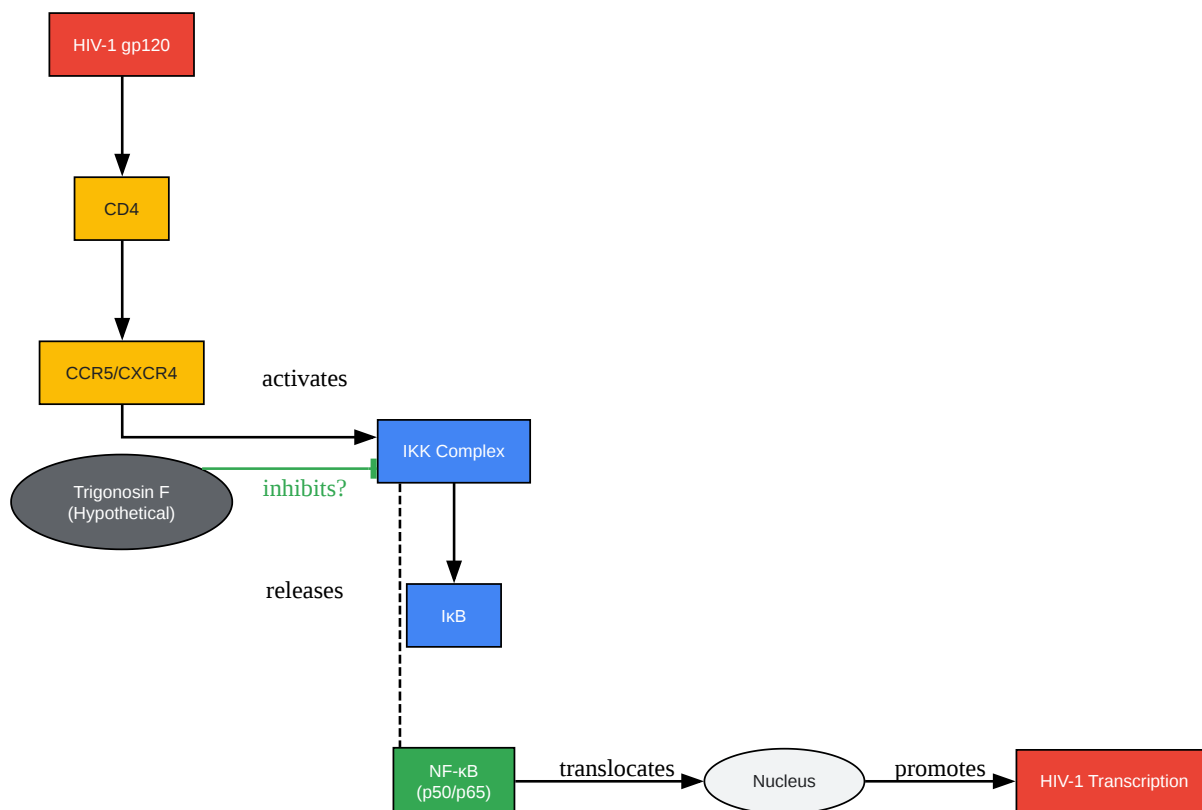 HIV-1 gp120
CD4
CCR5/CXCR4
activates
IKK Complex
Trigonosin F
(Hypothetical)
inhibits?
releases
IκB
NF-κB
(p50/p65)
translocates
Nucleus
promotes
HIV-1 Transcription